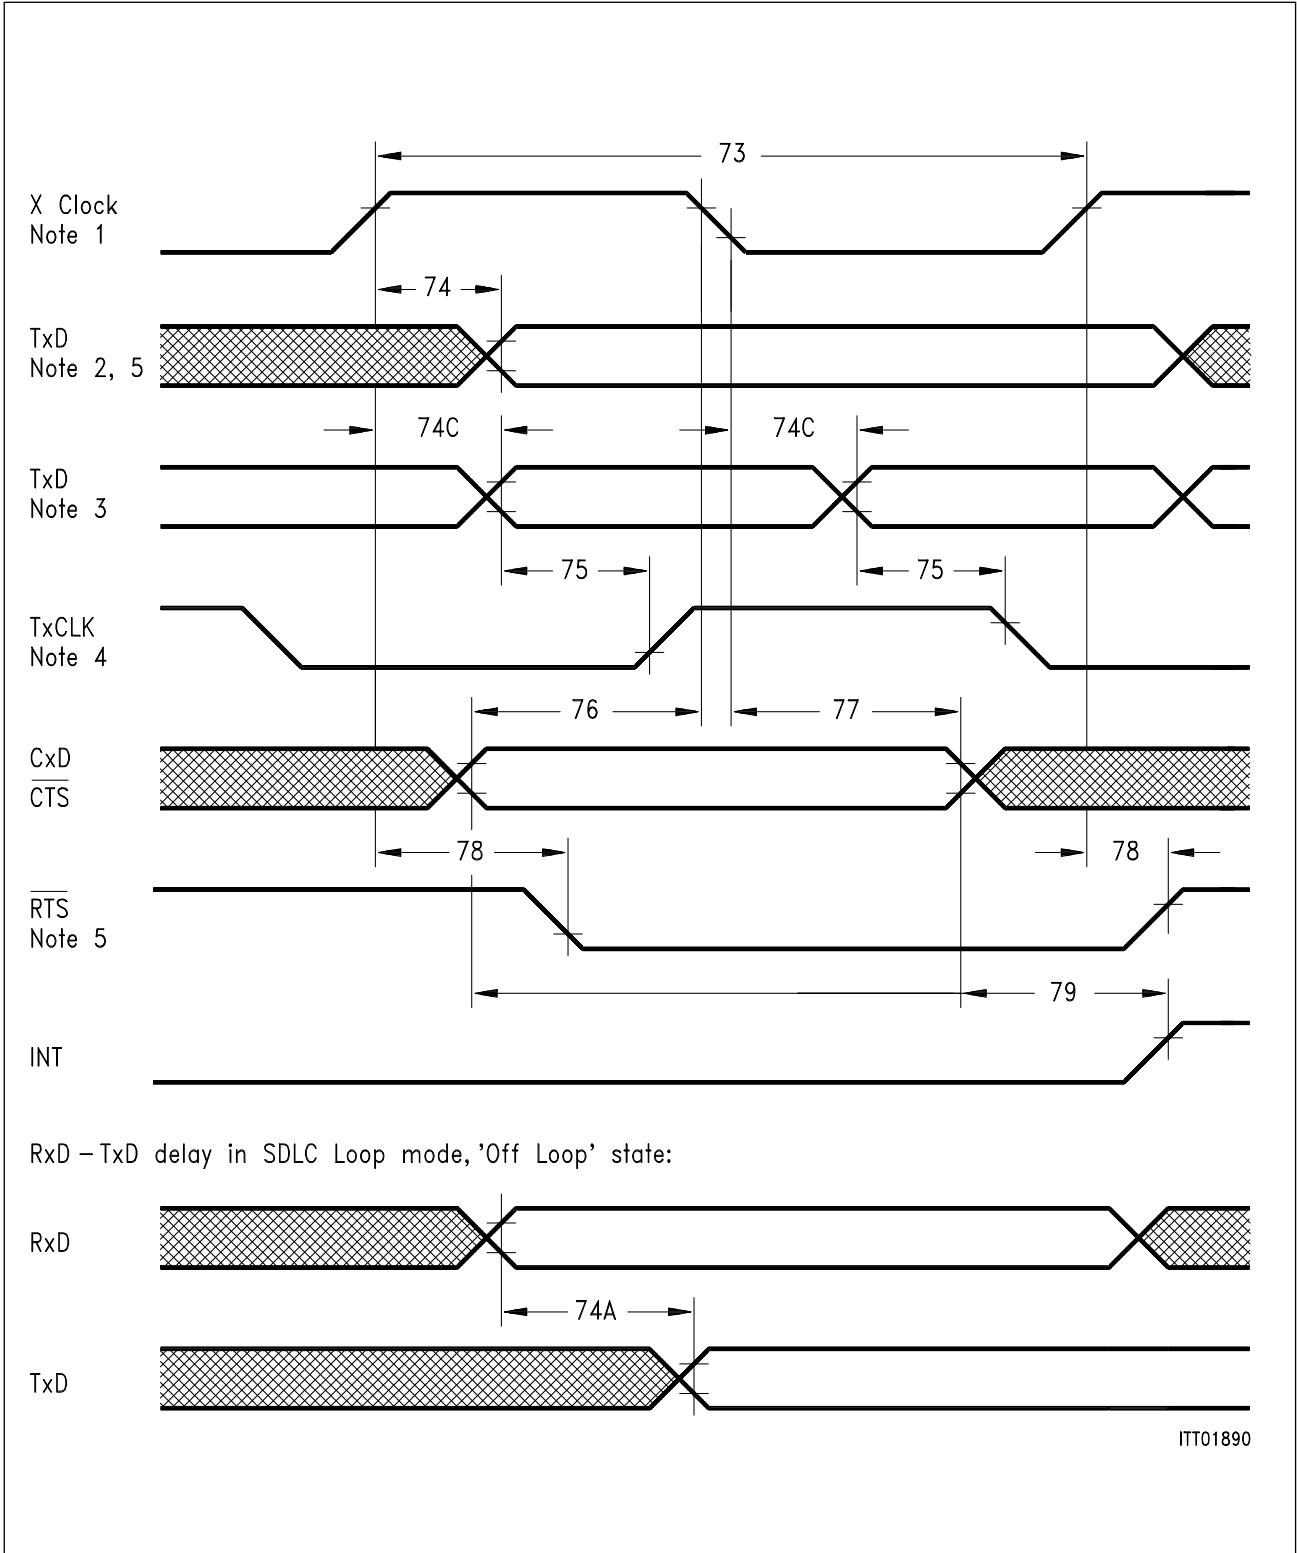 73
X Clock
Note 1
74
TxD
Note 2, 5
74C 74C
TxD
Note 3
75 75
TxCLK
Note 4
76 77
CxD
CTS
78 78
RTS
Note 5
79
INT
RxD – TxD delay in SDLC Loop mode, 'Off Loop' state:
RxD
74A
TxD
ITT01890